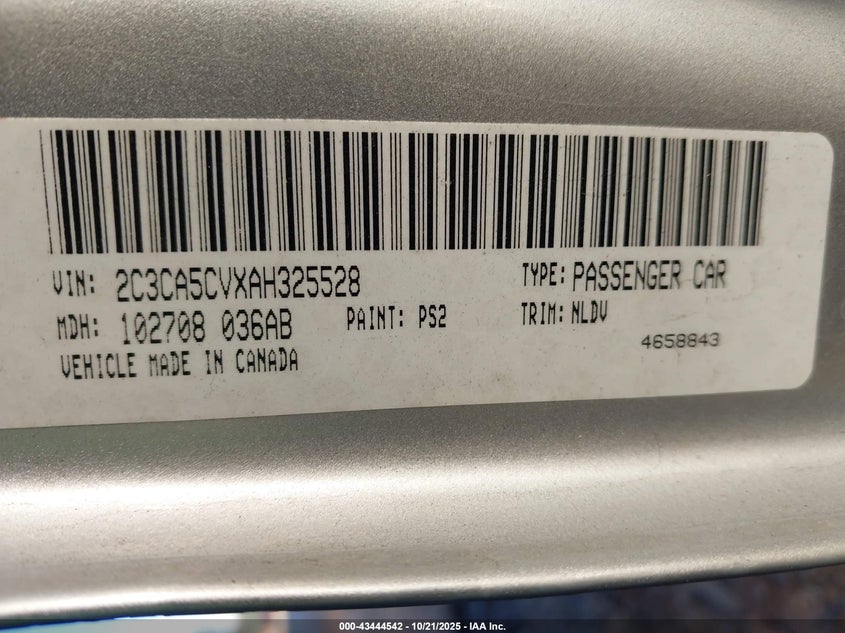 VIN: 2C3CA5CVXAH325528 TYPE: PASSENGER CAR
MDH: 102708 036AB PAINT: PS2 TRIM: NLDV
VEHICLE MADE IN CANADA 4658843
000-43444542 - 10/21/2025 - IAA Inc.